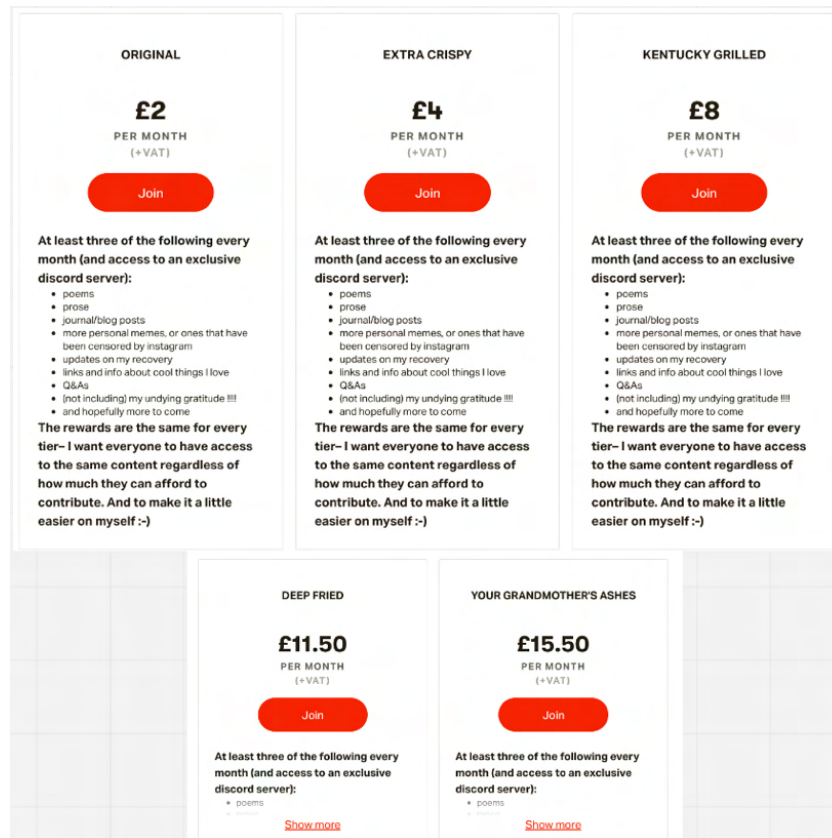 ORIGINAL
£2
PER MONTH
(+VAT)
Join
At least three of the following every
month (and access to an exclusive
discord server):
• poems
• prose
• journal/blog posts
• more personal memes, or ones that have
been censored by instagram
• updates on my recovery
• links and info about cool things I love
• Q&As
• (not including) my undying gratitude !!!!
• and hopefully more to come
The rewards are the same for every
tier– I want everyone to have access
to the same content regardless of
how much they can afford to
contribute. And to make it a little
easier on myself :-)
EXTRA CRISPY
£4
PER MONTH
(+VAT)
Join
At least three of the following every
month (and access to an exclusive
discord server):
• poems
• prose
• journal/blog posts
• more personal memes, or ones that have
been censored by instagram
• updates on my recovery
• links and info about cool things I love
• Q&As
• (not including) my undying gratitude !!!!
• and hopefully more to come
The rewards are the same for every
tier– I want everyone to have access
to the same content regardless of
how much they can afford to
contribute. And to make it a little
easier on myself :-)
KENTUCKY GRILLED
£8
PER MONTH
(+VAT)
Join
At least three of the following every
month (and access to an exclusive
discord server):
• poems
• prose
• journal/blog posts
• more personal memes, or ones that have
been censored by instagram
• updates on my recovery
• links and info about cool things I love
• Q&As
• (not including) my undying gratitude !!!!
• and hopefully more to come
The rewards are the same for every
tier– I want everyone to have access
to the same content regardless of
how much they can afford to
contribute. And to make it a little
easier on myself :-)
DEEP FRIED
£11.50
PER MONTH
(+VAT)
Join
At least three of the following every
month (and access to an exclusive
discord server):
• poems
Show more
YOUR GRANDMOTHER'S ASHES
£15.50
PER MONTH
(+VAT)
Join
At least three of the following every
month (and access to an exclusive
discord server):
• poems
Show more